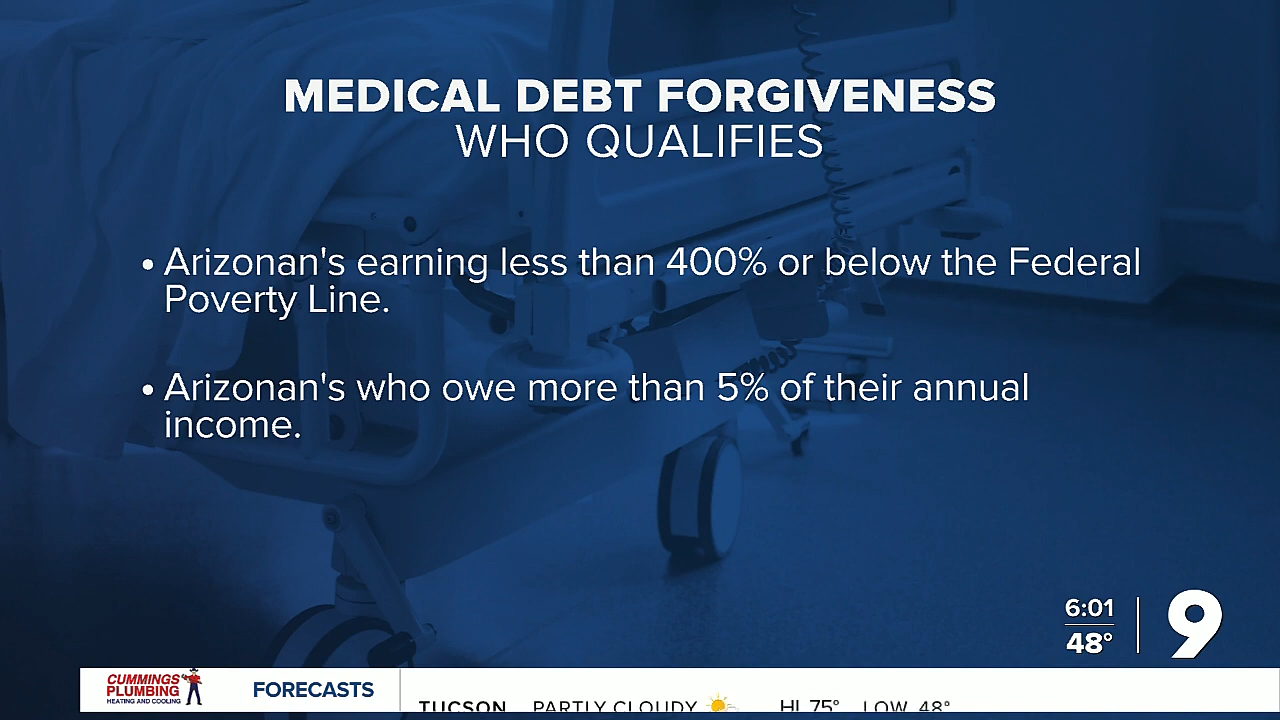 MEDICAL DEBT FORGIVENESS
WHO QUALIFIES
• Arizonan's earning less than 400% or below the Federal
Poverty Line.
• Arizonan's who owe more than 5% of their annual
income.
6:01
48°
9
CUMMINGS
PLUMBING
HEATING AND COOLING
FORECASTS
TUCSON PARTLY CLOUDY HI 75° LOW 48°